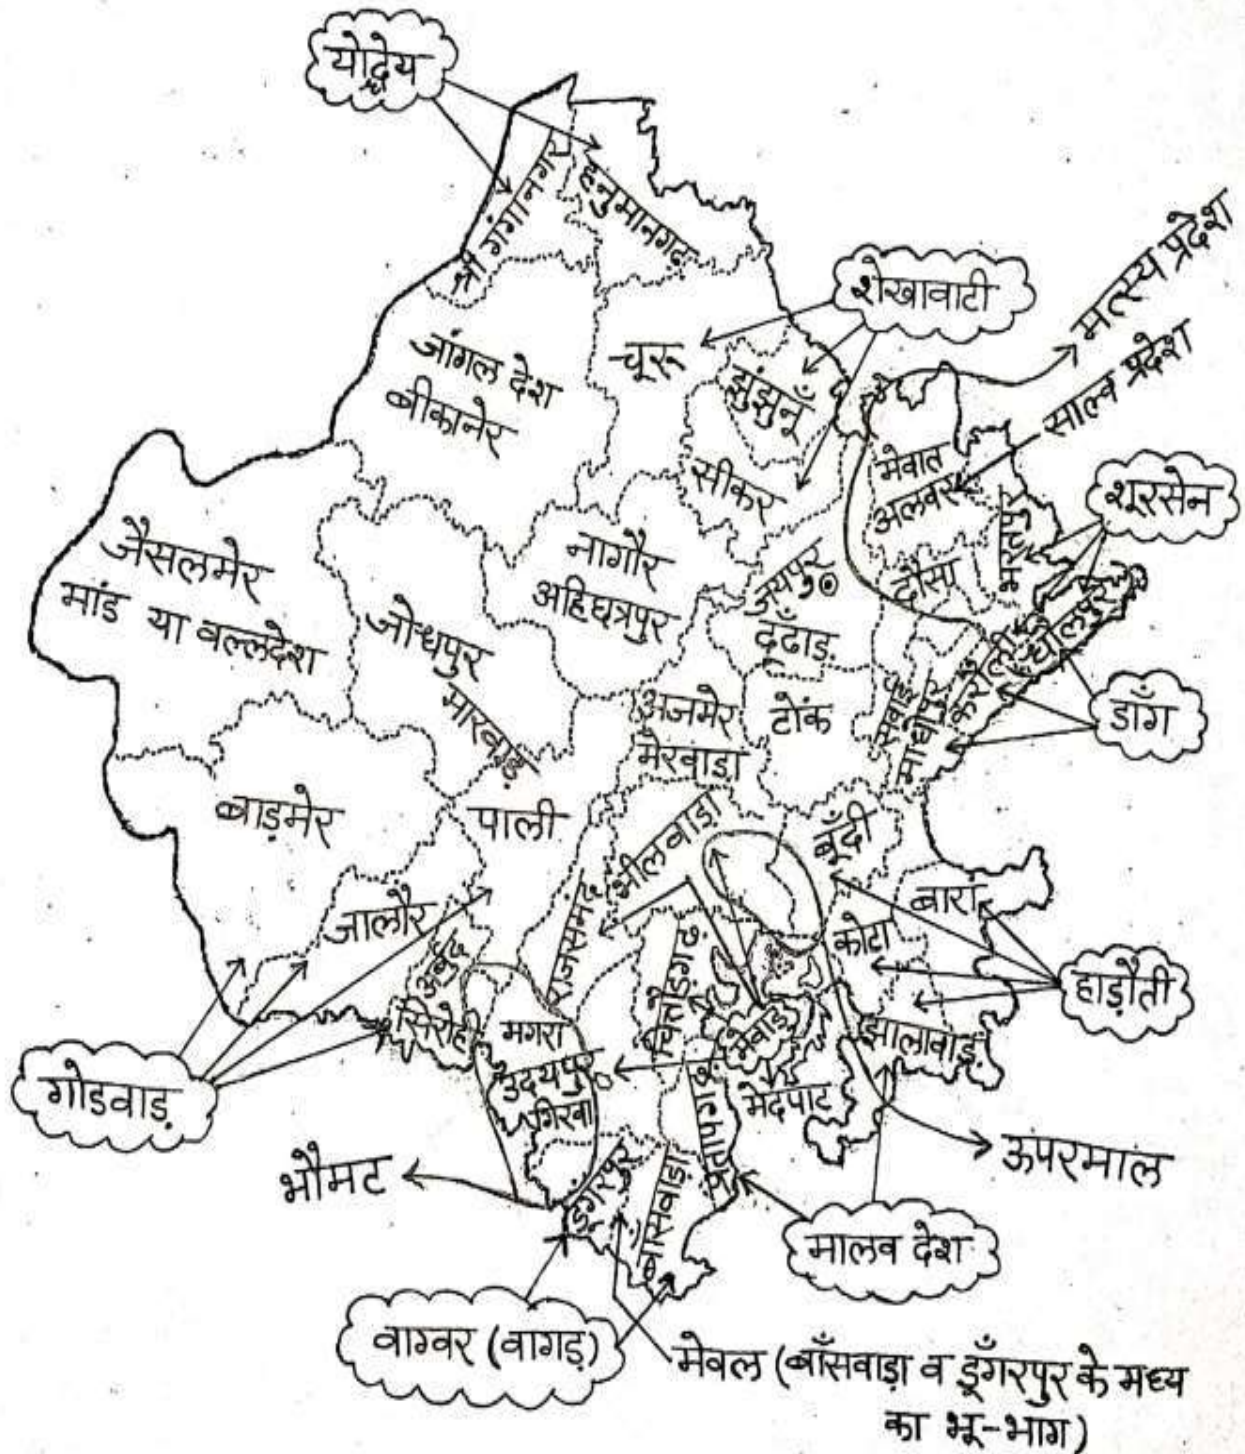 योद्धेय
श्री गंगानगर
हनुमानगढ़
मत्स्य प्रदेश
शेखावाटी
साल्व प्रदेश
जांगल देश
बीकानेर
चूरू
झुंझुनूँ
सीकर
मेवात
अलवर
शूरसेन
भरतपुर
जैसलमेर
मांड या वल्लदेश
जोधपुर
मारवाड़
नागौर
अहिछत्रपुर
जयपुर
ढूँढाड़
दौसा
धौलपुर
करौली
सवाई
माधोपुर
डाँग
अजमेर
मेरवाड़ा
टोंक
बाड़मेर
पाली
भीलवाड़ा
बूँदी
बारां
जालौर
राजसमंद
कोटा
हाड़ौती
अर्बुद
सिरोही
चित्तौड़गढ़
मगरा
उदयपुर
गिरवा
मेवाड़
मेदपाट
झालावाड़
गोडवाड़
प्रतापगढ़
भौमट
ऊपरमाल
डूंगरपुर
बांसवाड़ा
मालव देश
वाग्वर (वागड़)
मेवल (बाँसवाड़ा व डूँगरपुर के मध्य
का भू-भाग)